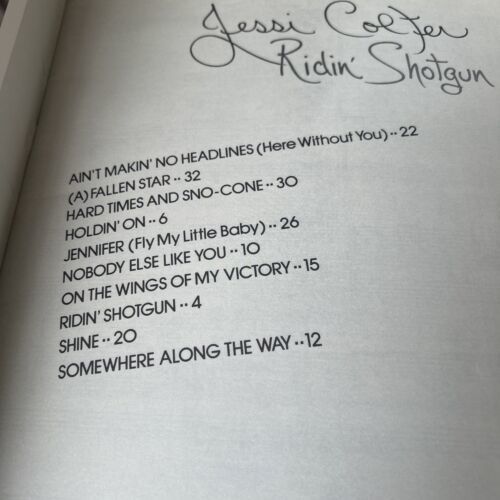 Jessi Colter
Ridin' Shotgun
AIN'T MAKIN' NO HEADLINES (Here Without You) ·· 22
(A) FALLEN STAR ·· 32
HARD TIMES AND SNO-CONE ·· 30
HOLDIN' ON ·· 6
JENNIFER (Fly My Little Baby) ·· 26
NOBODY ELSE LIKE YOU ·· 10
ON THE WINGS OF MY VICTORY ·· 15
RIDIN' SHOTGUN ·· 4
SHINE ·· 20
SOMEWHERE ALONG THE WAY ·· 12